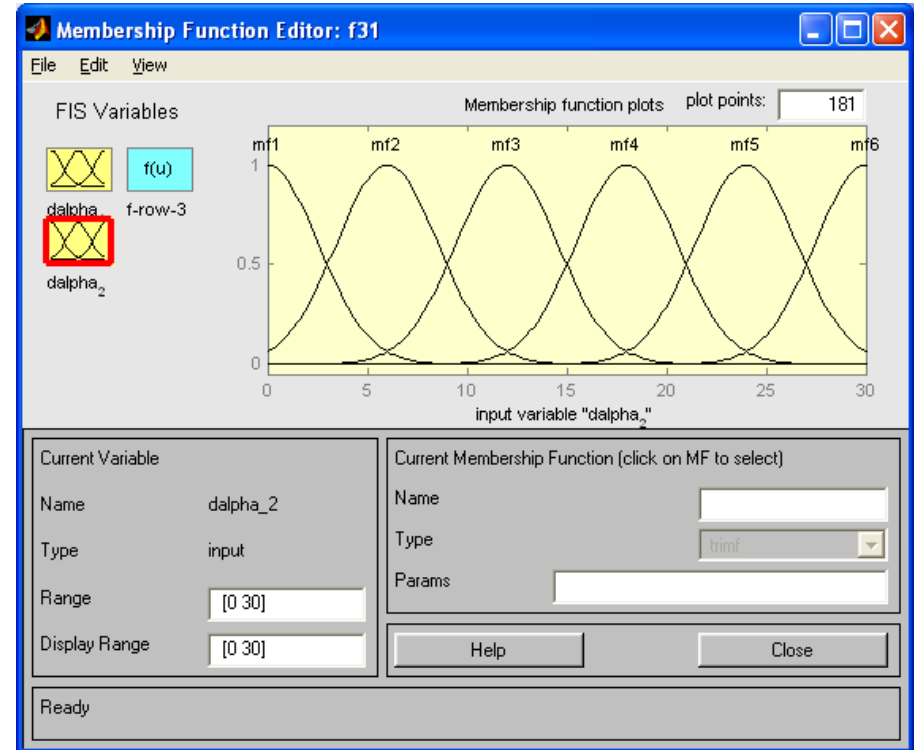 Membership Function Editor: f31
File Edit View
FIS Variables
Membership function plots plot points: 181
mf1 mf2 mf3 mf4 mf5 mf6
f(u)
dalpha
f-row-3
dalpha_2
1
0.5
0
0 5 10 15 20 25 30
input variable "dalpha_2"
Current Variable
Name dalpha_2
Type input
Range [0 30]
Display Range [0 30]
Current Membership Function (click on MF to select)
Name
Type trimf
Params
Help Close
Ready